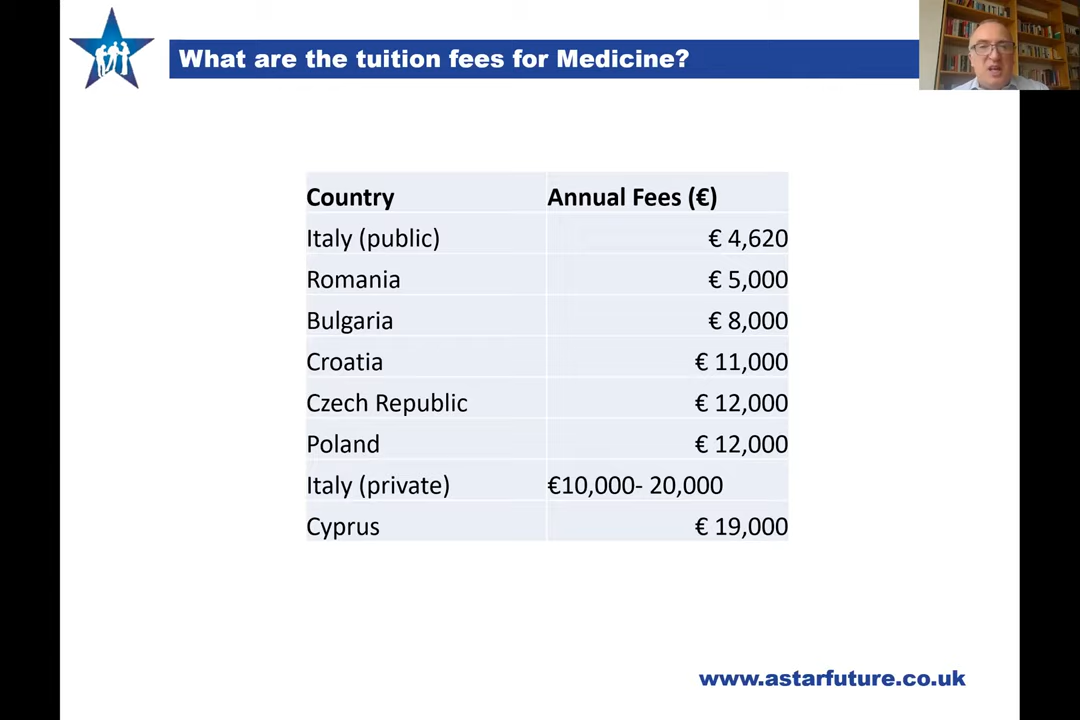 What are the tuition fees for Medicine?
Country Annual Fees (€)
Italy (public) € 4,620
Romania € 5,000
Bulgaria € 8,000
Croatia € 11,000
Czech Republic € 12,000
Poland € 12,000
Italy (private) €10,000- 20,000
Cyprus € 19,000
www.astarfuture.co.uk